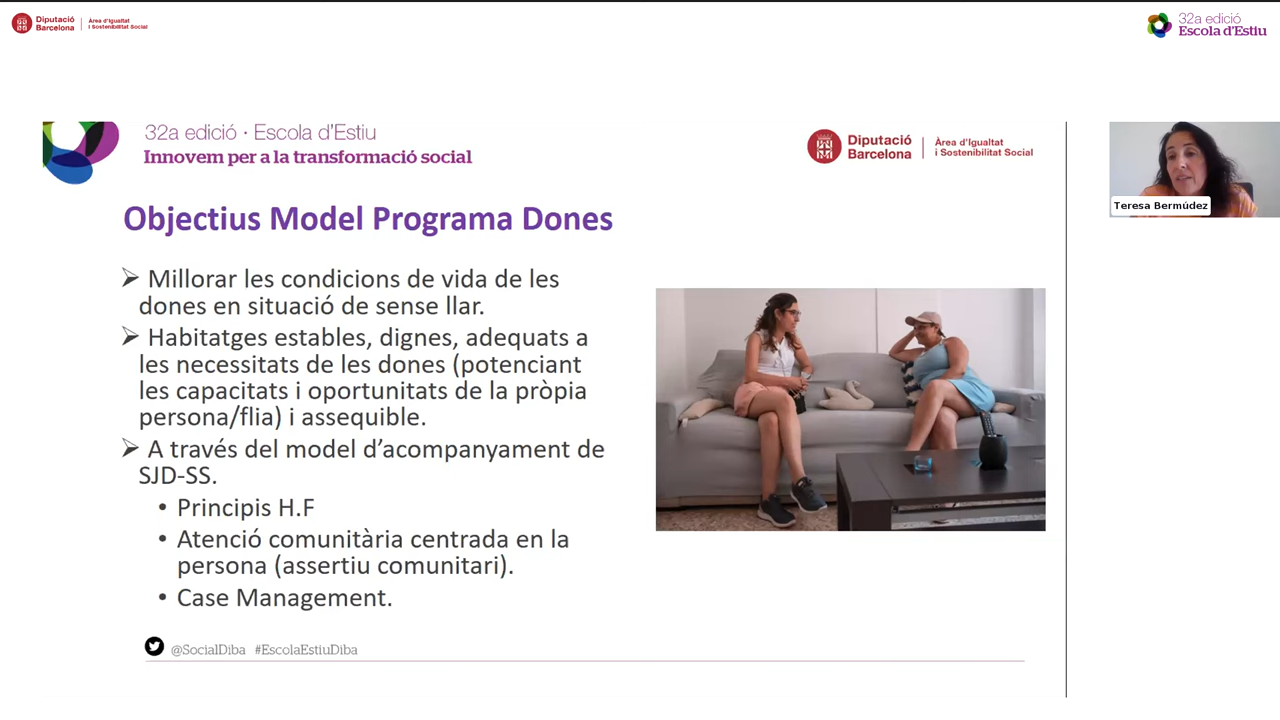 Diputació
Barcelona
Àrea d'Igualtat
i Sostenibilitat Social
32a edició
Escola d'Estiu
32a edició · Escola d'Estiu
Innovem per a la transformació social
Diputació
Barcelona
Àrea d'Igualtat
i Sostenibilitat Social
Teresa Bermúdez
Objectius Model Programa Dones
➢ Millorar les condicions de vida de les
dones en situació de sense llar.
➢ Habitatges estables, dignes, adequats a
les necessitats de les dones (potenciant
les capacitats i oportunitats de la pròpia
persona/flia) i assequible.
➢ A través del model d'acompanyament de
SJD-SS.
• Principis H.F
• Atenció comunitària centrada en la
persona (assertiu comunitari).
• Case Management.
@SocialDiba #EscolaEstiuDiba